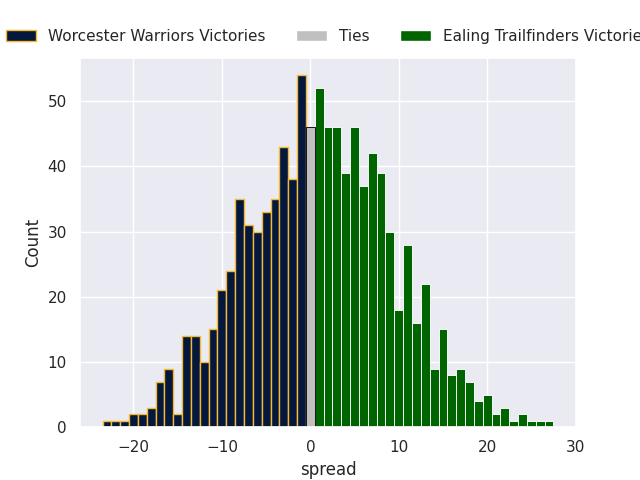 Worcester Warriors Victories Ties Ealing Trailfinders Victorie
50
40
30
20
10
0
Count
−20 −10 0 10 20 30
spread